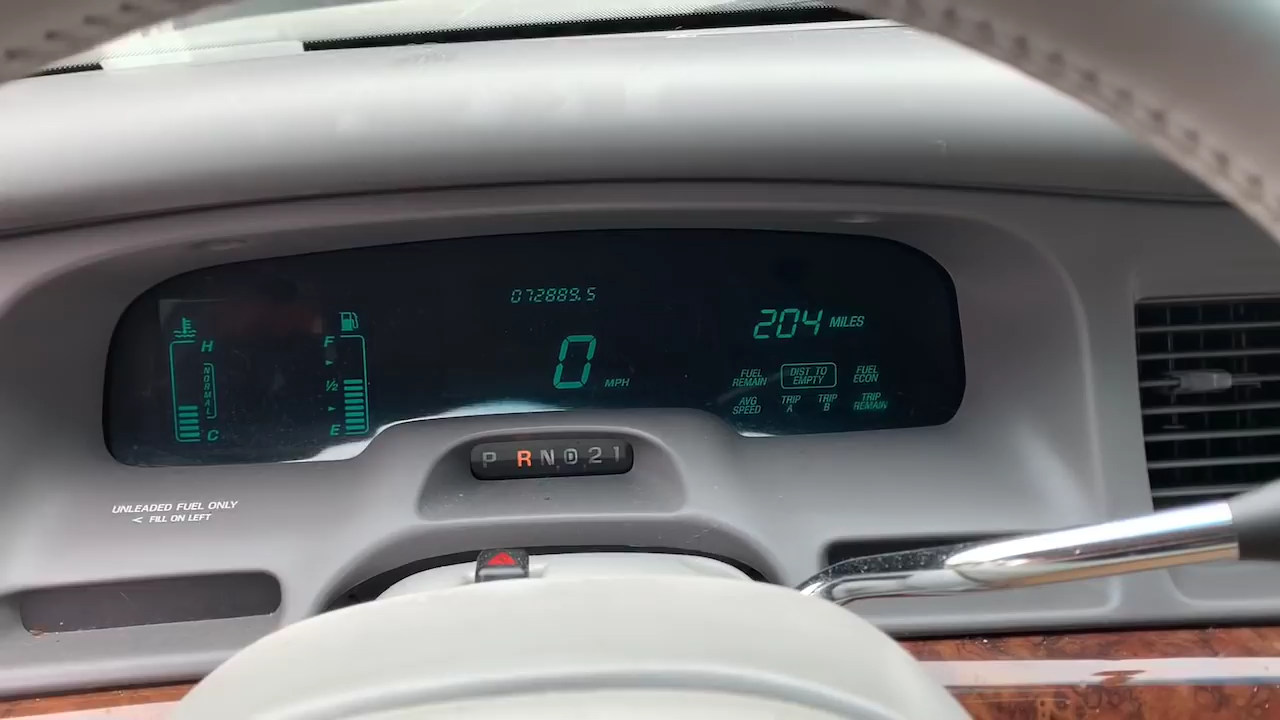 072889.5
H
NORMAL
C
F
1/2
E
0 MPH
204 MILES
FUEL REMAIN
DIST TO EMPTY
FUEL ECON
AVG SPEED
TRIP A
TRIP B
TRIP REMAIN
P R N D 2 1
UNLEADED FUEL ONLY
< FILL ON LEFT